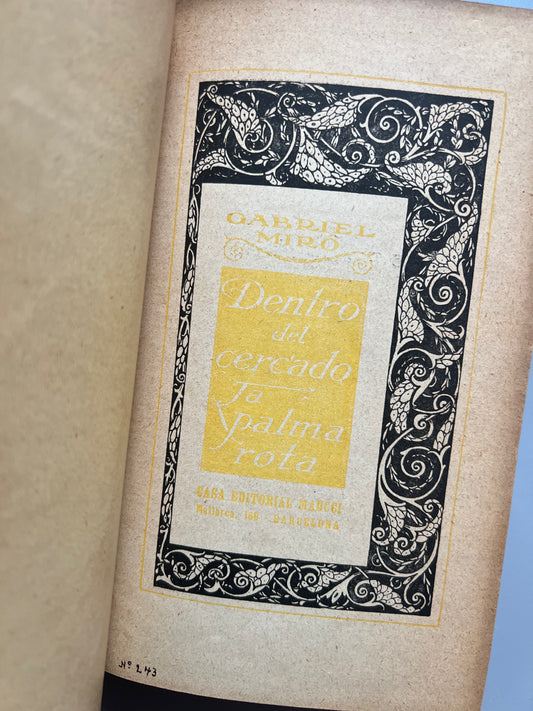 GABRIEL
MIRÓ
Dentro
del
cercado
La
palma
rota
CASA EDITORIAL MAUCCI
Mallorca, 166 - BARCELONA
Nº 243